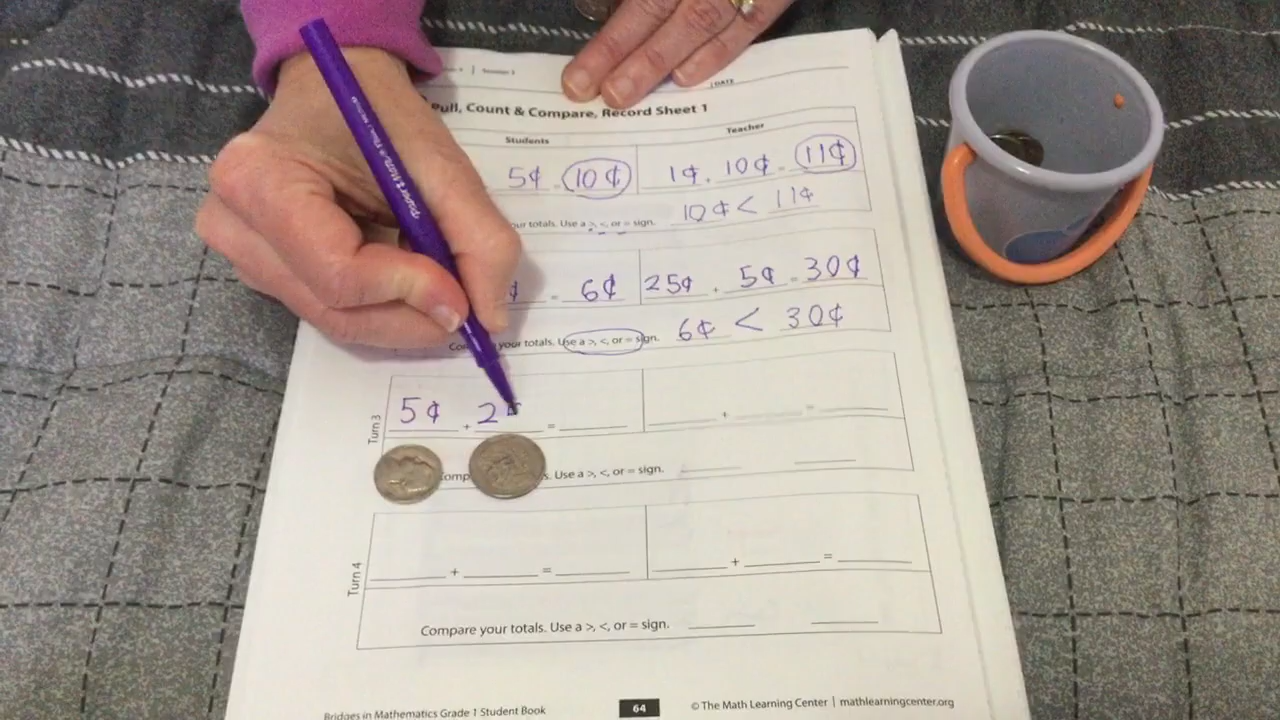 Session 3
DATE
Pull, Count & Compare, Record Sheet 1
Students Teacher
5¢ = 10¢ 1¢ + 10¢ = 11¢
your totals. Use a >, <, or = sign. 10¢ < 11¢
¢ = 6¢ 25¢ + 5¢ = 30¢
your totals. Use a >, <, or = sign. 6¢ < 30¢
Turn 3
5¢ + 2 = + =
Use a >, <, or = sign.
Turn 4
+ = + =
Compare your totals. Use a >, <, or = sign.
Bridges in Mathematics Grade 1 Student Book 64 © The Math Learning Center | mathlearningcenter.org